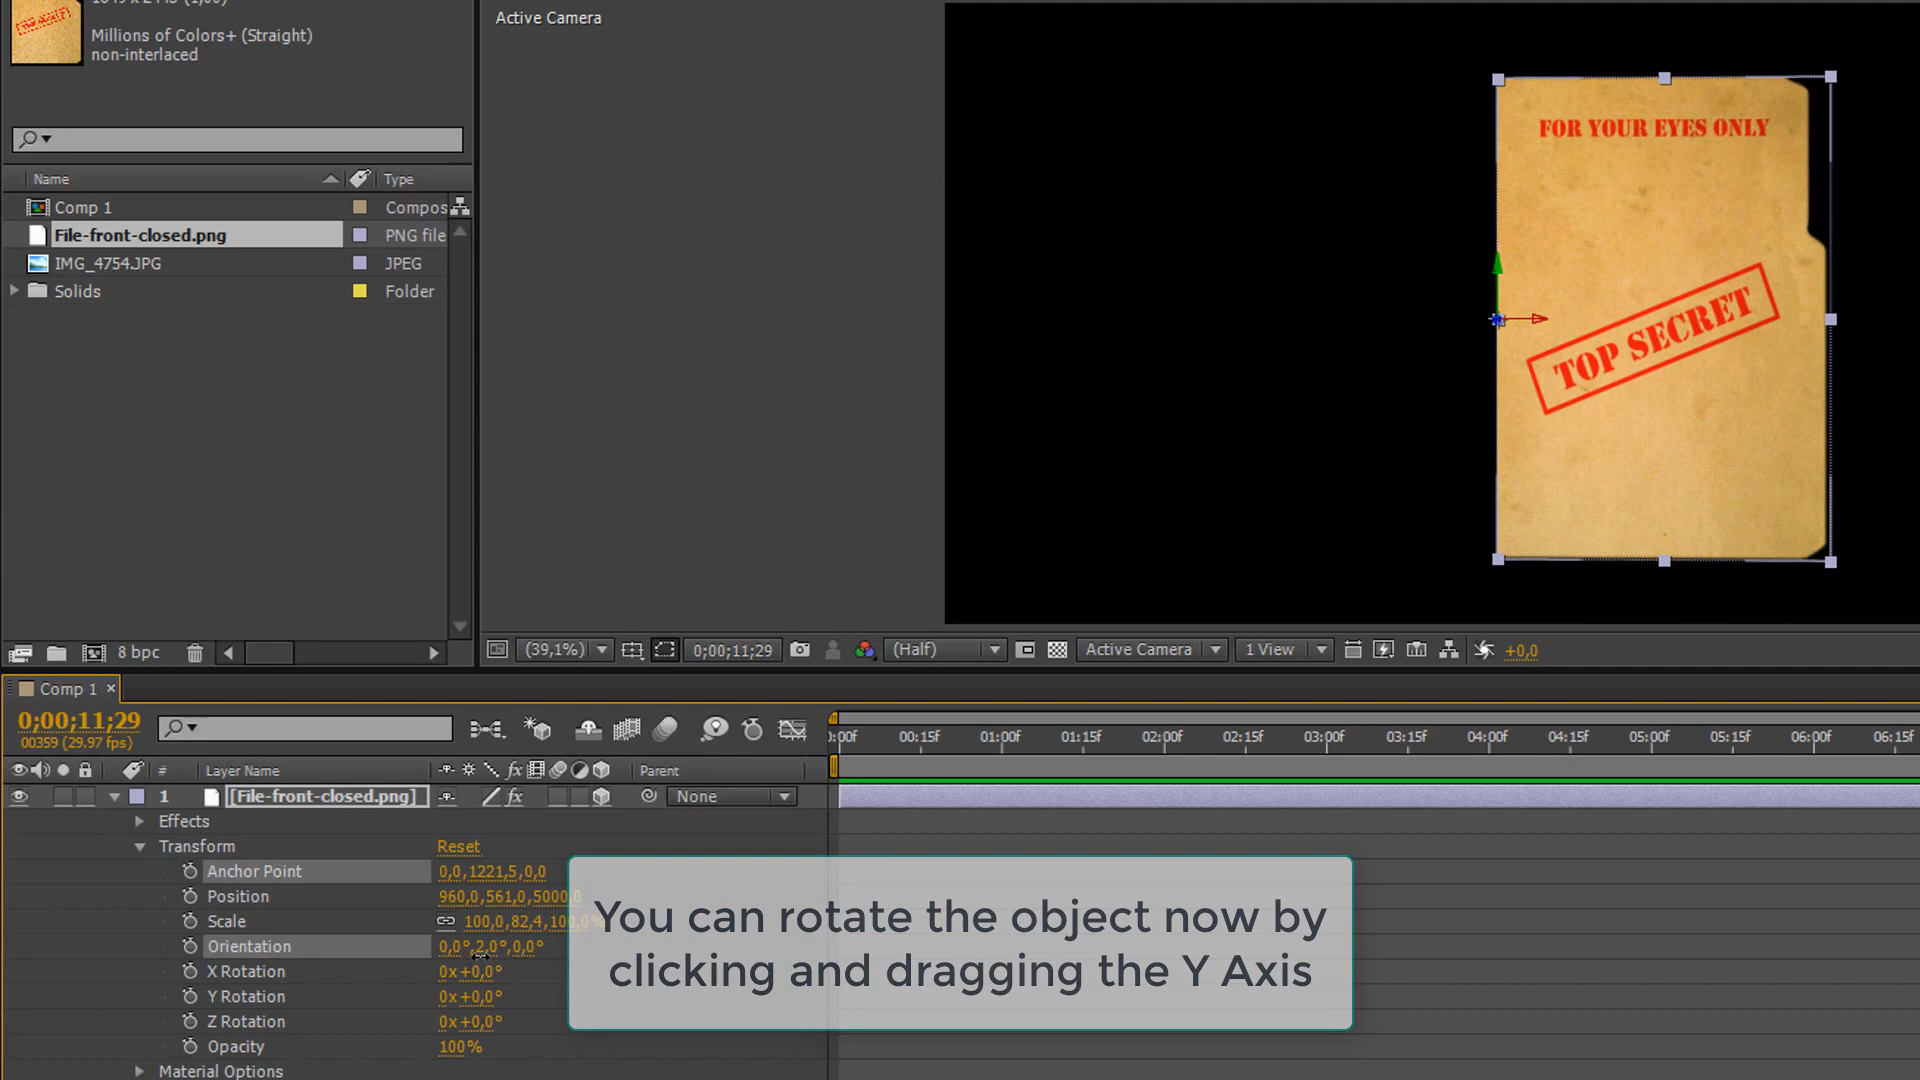 Millions of Colors+ (Straight)
non-interlaced
Active Camera
FOR YOUR EYES ONLY
TOP SECRET
Name
Type
Comp 1
Compos
File-front-closed.png
PNG file
IMG_4754.JPG
JPEG
Solids
Folder
8 bpc
(39,1%)
0;00;11;29
(Half)
Active Camera
1 View
+0,0
Comp 1
0;00;11;29
00359 (29.97 fps)
00:15f
01:00f
01:15f
02:00f
02:15f
03:00f
03:15f
04:00f
04:15f
05:00f
05:15f
06:00f
06:15f
# Layer Name
Parent
1 [File-front-closed.png]
None
Effects
Transform
Reset
Anchor Point
0,0,1221,5,0,0
Position
960,0,561,0,5000,0
Scale
100,0,82,4,100,0%
Orientation
0,0°,2,0°,0,0°
X Rotation
0x+0,0°
Y Rotation
0x+0,0°
Z Rotation
0x+0,0°
Opacity
100%
Material Options
You can rotate the object now by
clicking and dragging the Y Axis